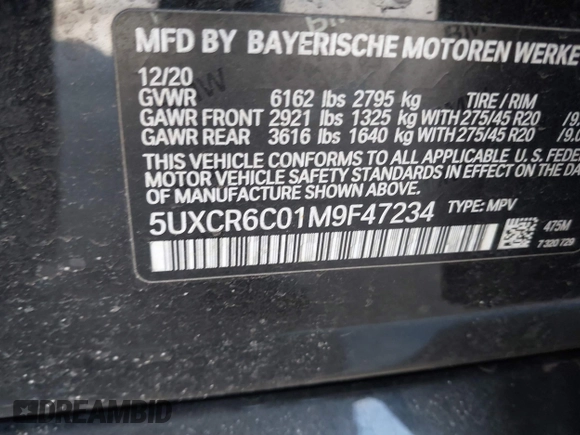 MFD BY BAYERISCHE MOTOREN WERKE
12/20
GVWR 6162 lbs 2795 kg TIRE / RIM
GAWR FRONT 2921 lbs 1325 kg WITH 275/45 R20 /9.
GAWR REAR 3616 lbs 1640 kg WITH 275/45 R20 /9.
THIS VEHICLE CONFORMS TO ALL APPLICABLE U.S. FEDE
MOTOR VEHICLE SAFETY STANDARDS IN EFFECT ON THE DA
OF MANUFACTURE SHOWN ABOVE.
5UXCR6C01M9F47234 TYPE: MPV
475M
7320728
DREAMBID